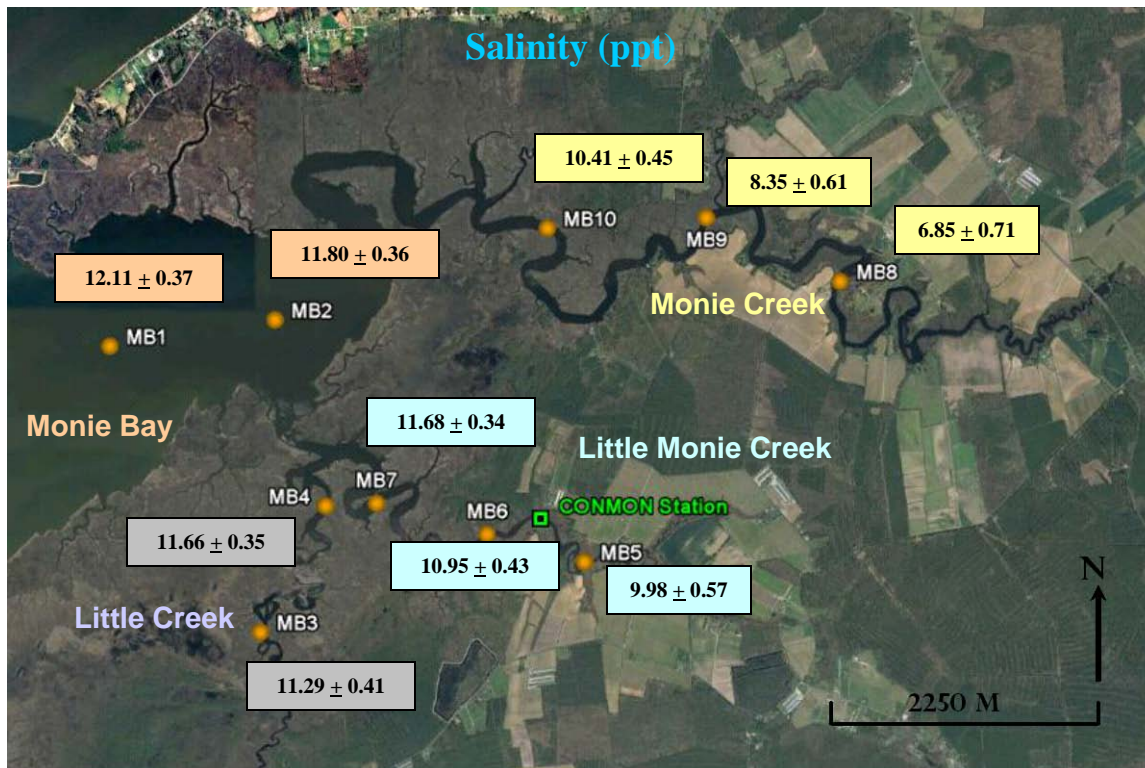 Salinity (ppt)
10.41 ± 0.45
8.35 ± 0.61
6.85 ± 0.71
MB10
MB9
11.80 ± 0.36
12.11 ± 0.37
MB8
Monie Creek
MB2
MB1
Monie Bay
11.68 ± 0.34
Little Monie Creek
MB7
MB4
CONMON Station
MB6
11.66 ± 0.35
MB5
10.95 ± 0.43
9.98 ± 0.57
N
Little Creek
MB3
11.29 ± 0.41
2250 M